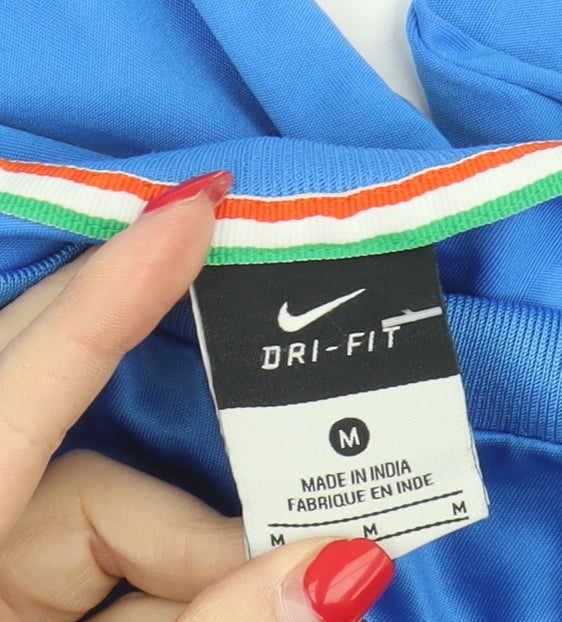 DRI-FIT
M
MADE IN INDIA
FABRIQUE EN INDE
M M M